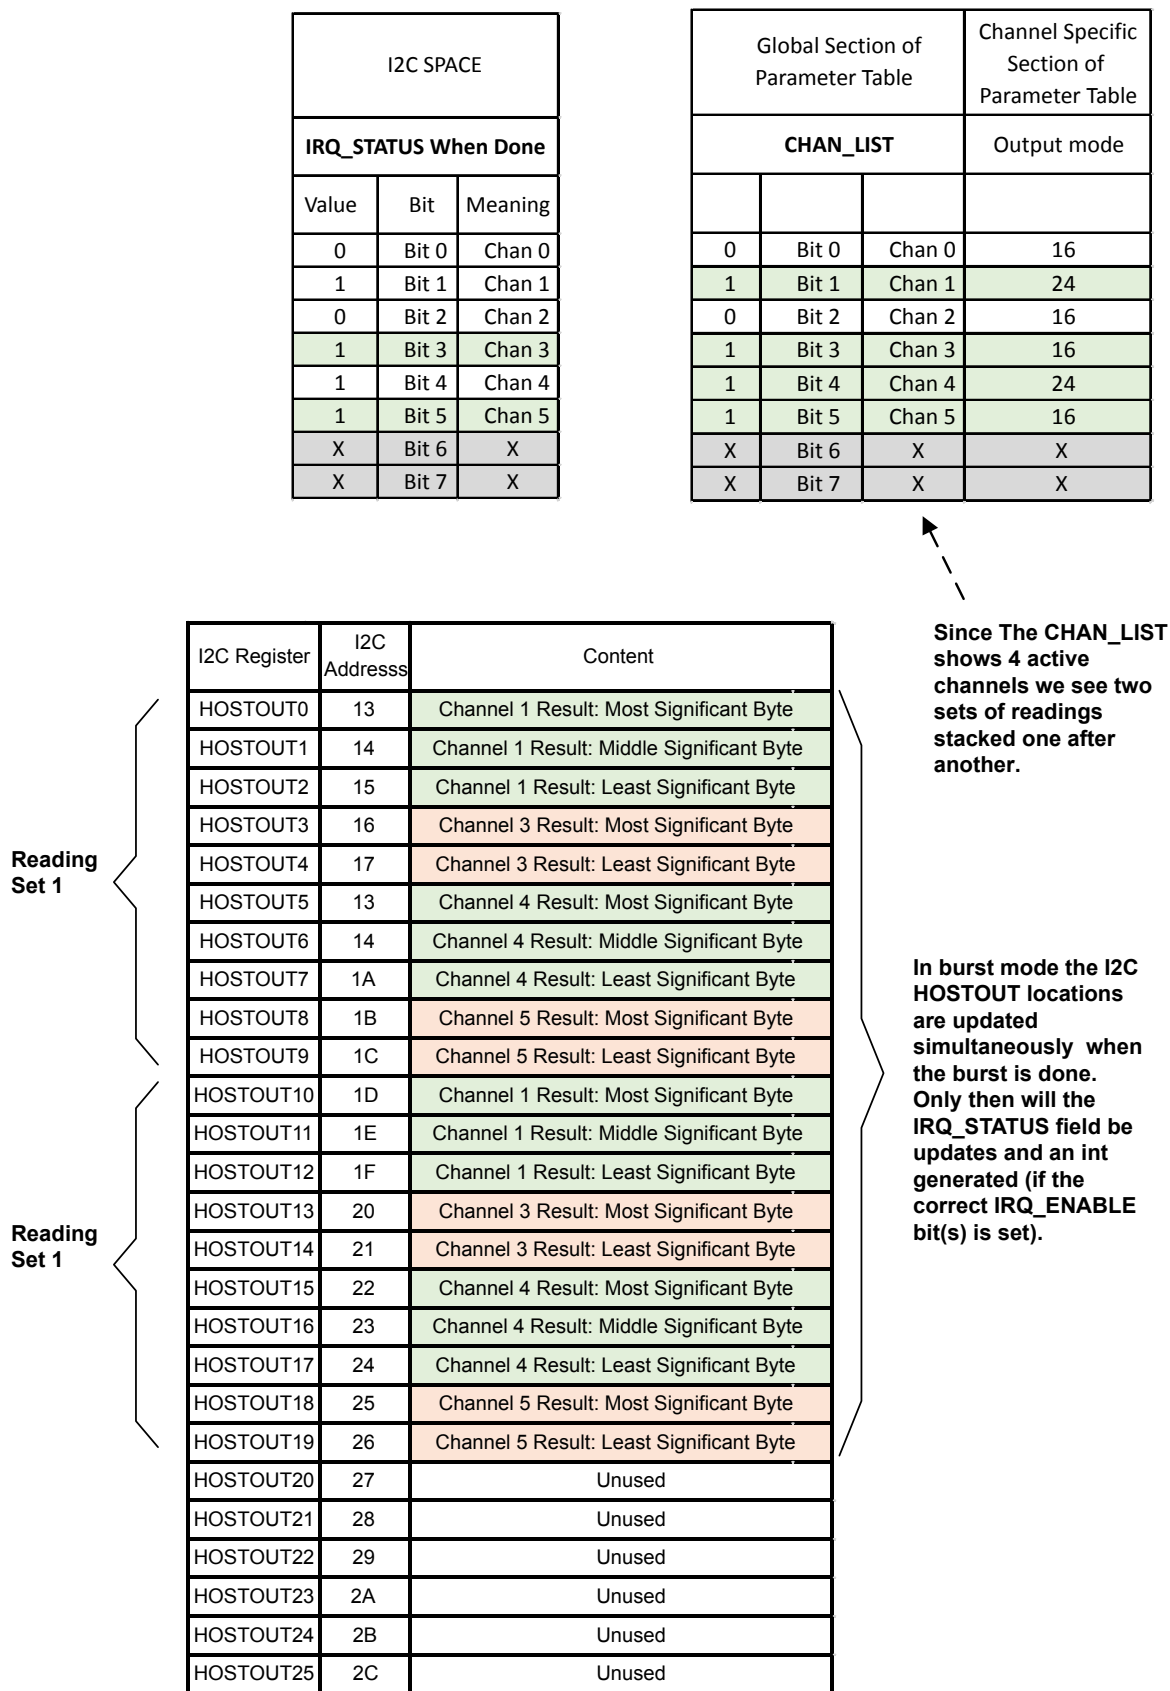 I2C SPACE
IRQ_STATUS When Done
Value Bit Meaning
0 Bit 0 Chan 0
1 Bit 1 Chan 1
0 Bit 2 Chan 2
1 Bit 3 Chan 3
1 Bit 4 Chan 4
1 Bit 5 Chan 5
X Bit 6 X
X Bit 7 X
Global Section of
Parameter Table
Channel Specific
Section of
Parameter Table
CHAN_LIST Output mode
0 Bit 0 Chan 0 16
1 Bit 1 Chan 1 24
0 Bit 2 Chan 2 16
1 Bit 3 Chan 3 16
1 Bit 4 Chan 4 24
1 Bit 5 Chan 5 16
X Bit 6 X X
X Bit 7 X X
Since The CHAN_LIST
shows 4 active
channels we see two
sets of readings
stacked one after
another.
I2C Register I2C Addresss Content
HOSTOUT0 13 Channel 1 Result: Most Significant Byte
HOSTOUT1 14 Channel 1 Result: Middle Significant Byte
HOSTOUT2 15 Channel 1 Result: Least Significant Byte
HOSTOUT3 16 Channel 3 Result: Most Significant Byte
HOSTOUT4 17 Channel 3 Result: Least Significant Byte
HOSTOUT5 13 Channel 4 Result: Most Significant Byte
HOSTOUT6 14 Channel 4 Result: Middle Significant Byte
HOSTOUT7 1A Channel 4 Result: Least Significant Byte
HOSTOUT8 1B Channel 5 Result: Most Significant Byte
HOSTOUT9 1C Channel 5 Result: Least Significant Byte
HOSTOUT10 1D Channel 1 Result: Most Significant Byte
HOSTOUT11 1E Channel 1 Result: Middle Significant Byte
HOSTOUT12 1F Channel 1 Result: Least Significant Byte
HOSTOUT13 20 Channel 3 Result: Most Significant Byte
HOSTOUT14 21 Channel 3 Result: Least Significant Byte
HOSTOUT15 22 Channel 4 Result: Most Significant Byte
HOSTOUT16 23 Channel 4 Result: Middle Significant Byte
HOSTOUT17 24 Channel 4 Result: Least Significant Byte
HOSTOUT18 25 Channel 5 Result: Most Significant Byte
HOSTOUT19 26 Channel 5 Result: Least Significant Byte
HOSTOUT20 27 Unused
HOSTOUT21 28 Unused
HOSTOUT22 29 Unused
HOSTOUT23 2A Unused
HOSTOUT24 2B Unused
HOSTOUT25 2C Unused
Reading
Set 1
Reading
Set 1
In burst mode the I2C
HOSTOUT locations
are updated
simultaneously when
the burst is done.
Only then will the
IRQ_STATUS field be
updates and an int
generated (if the
correct IRQ_ENABLE
bit(s) is set).